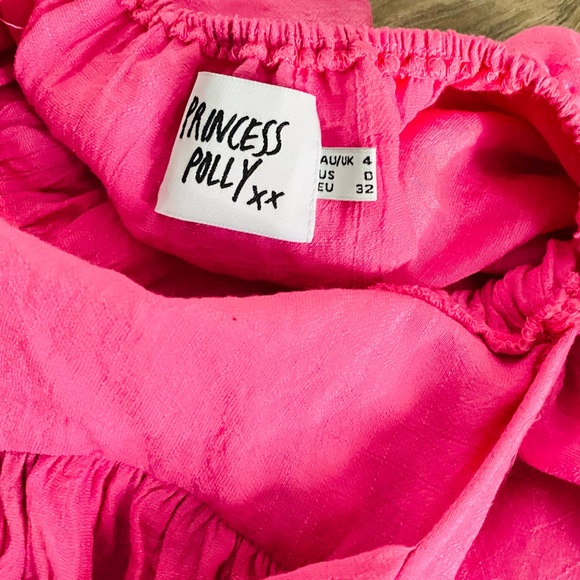 PRINCESS
POLLY xx
AU/UK 4
US 0
EU 32